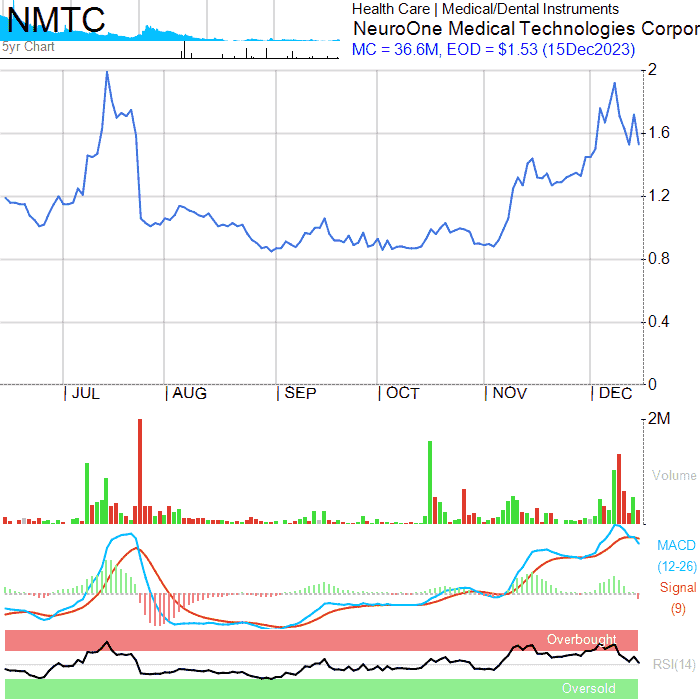 NMTC
5yr Chart
Health Care | Medical/Dental Instruments
NeuroOne Medical Technologies Corpor
MC = 36.6M, EOD = $1.53 (15Dec2023)
2
1.6
1.2
0.8
0.4
0
JUL
AUG
SEP
OCT
NOV
DEC
2M
Volume
MACD
(12-26)
Signal
(9)
Overbought
RSI(14)
Oversold